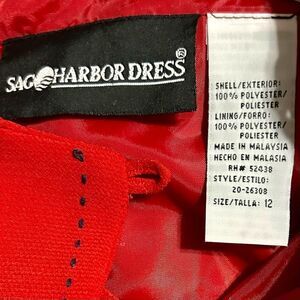 SAG HARBOR DRESS®
SHELL/EXTERIOR:
100% POLYESTER/
POLIESTER
LINING/FORRO:
100% POLYESTER/
POLIESTER
MADE IN MALAYSIA
HECHO EN MALASIA
RN# 52438
STYLE/ESTILO:
20-26308
SIZE/TALLA: 12